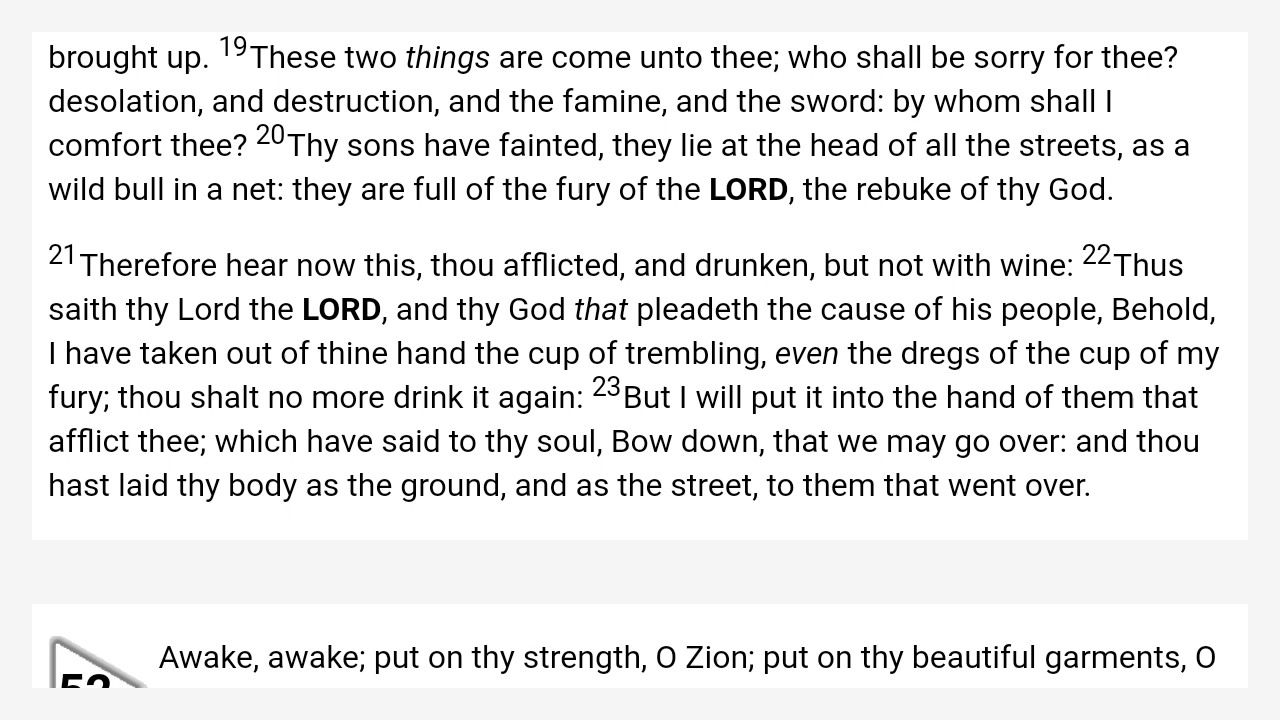 brought up. 19These two things are come unto thee; who shall be sorry for thee?
desolation, and destruction, and the famine, and the sword: by whom shall I
comfort thee? 20Thy sons have fainted, they lie at the head of all the streets, as a
wild bull in a net: they are full of the fury of the LORD, the rebuke of thy God.
21Therefore hear now this, thou afflicted, and drunken, but not with wine: 22Thus
saith thy Lord the LORD, and thy God that pleadeth the cause of his people, Behold,
I have taken out of thine hand the cup of trembling, even the dregs of the cup of my
fury; thou shalt no more drink it again: 23But I will put it into the hand of them that
afflict thee; which have said to thy soul, Bow down, that we may go over: and thou
hast laid thy body as the ground, and as the street, to them that went over.
52
Awake, awake; put on thy strength, O Zion; put on thy beautiful garments, O